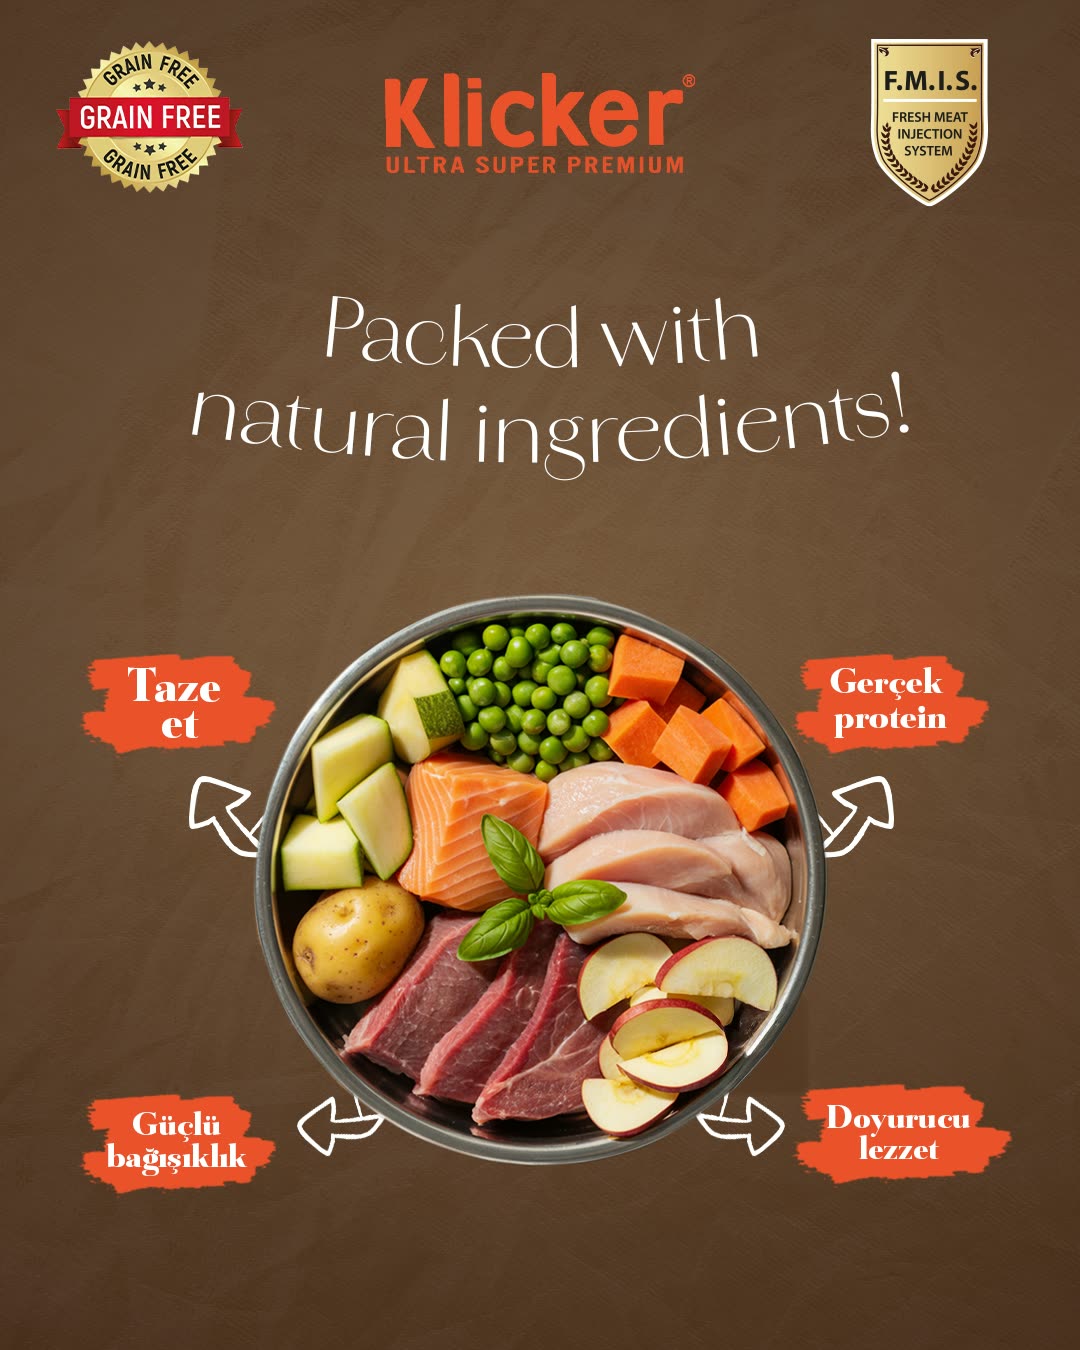 GRAIN FREE
GRAIN FREE
GRAIN FREE
Klicker®
ULTRA SUPER PREMIUM
F.M.I.S.
FRESH MEAT
INJECTION
SYSTEM
Packed with
natural ingredients!
Taze
et
Gerçek
protein
Güçlü
bağışıklık
Doyurucu
lezzet